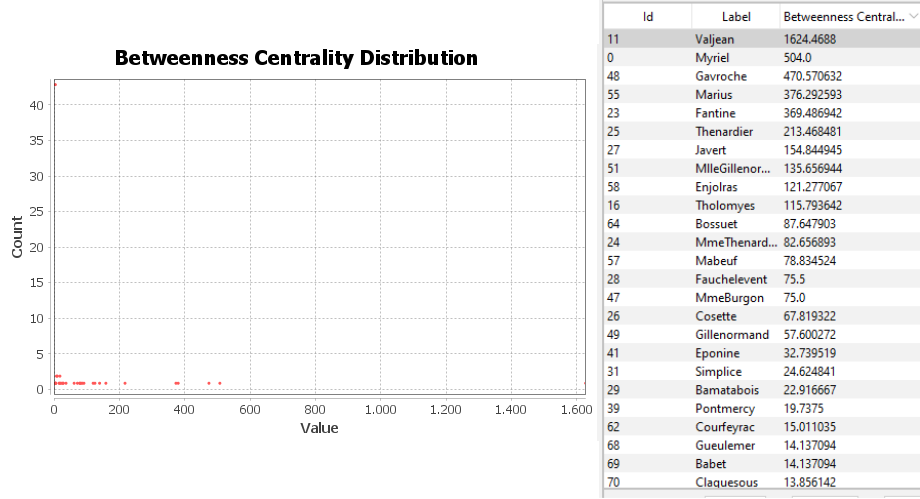 Betweenness Centrality Distribution
40
35
30
25
20
15
10
5
0
Count
0 200 400 600 800 1.000 1.200 1.400 1.600
Value
Id Label Betweenness Central...
11 Valjean 1624.4688
0 Myriel 504.0
48 Gavroche 470.570632
55 Marius 376.292593
23 Fantine 369.486942
25 Thenardier 213.468481
27 Javert 154.844945
51 MlleGillenor... 135.656944
58 Enjolras 121.277067
16 Tholomyes 115.793642
64 Bossuet 87.647903
24 MmeThenard... 82.656893
57 Mabeuf 78.834524
28 Fauchelevent 75.5
47 MmeBurgon 75.0
26 Cosette 67.819322
49 Gillenormand 57.600272
41 Eponine 32.739519
31 Simplice 24.624841
29 Bamatabois 22.916667
39 Pontmercy 19.7375
62 Courfeyrac 15.011035
68 Gueulemer 14.137094
69 Babet 14.137094
70 Claquesous 13.856142